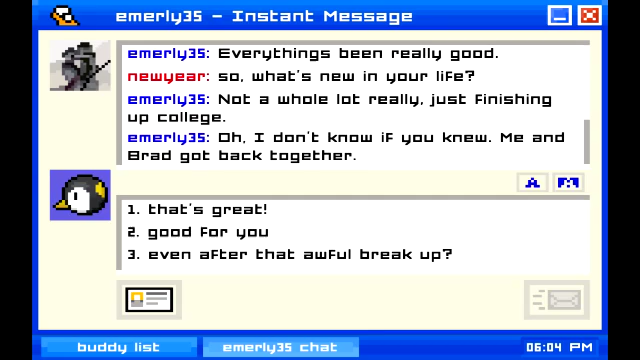 emerly35 - Instant Message
emerly35: Everythings been really good.
newyear: so, what's new in your life?
emerly35: Not a whole lot really, just finishing
up college.
emerly35: Oh, I don't know if you knew. Me and
Brad got back together.
A
1. that's great!
2. good for you
3. even after that awful break up?
buddy list
emerly35 chat
06:04 PM